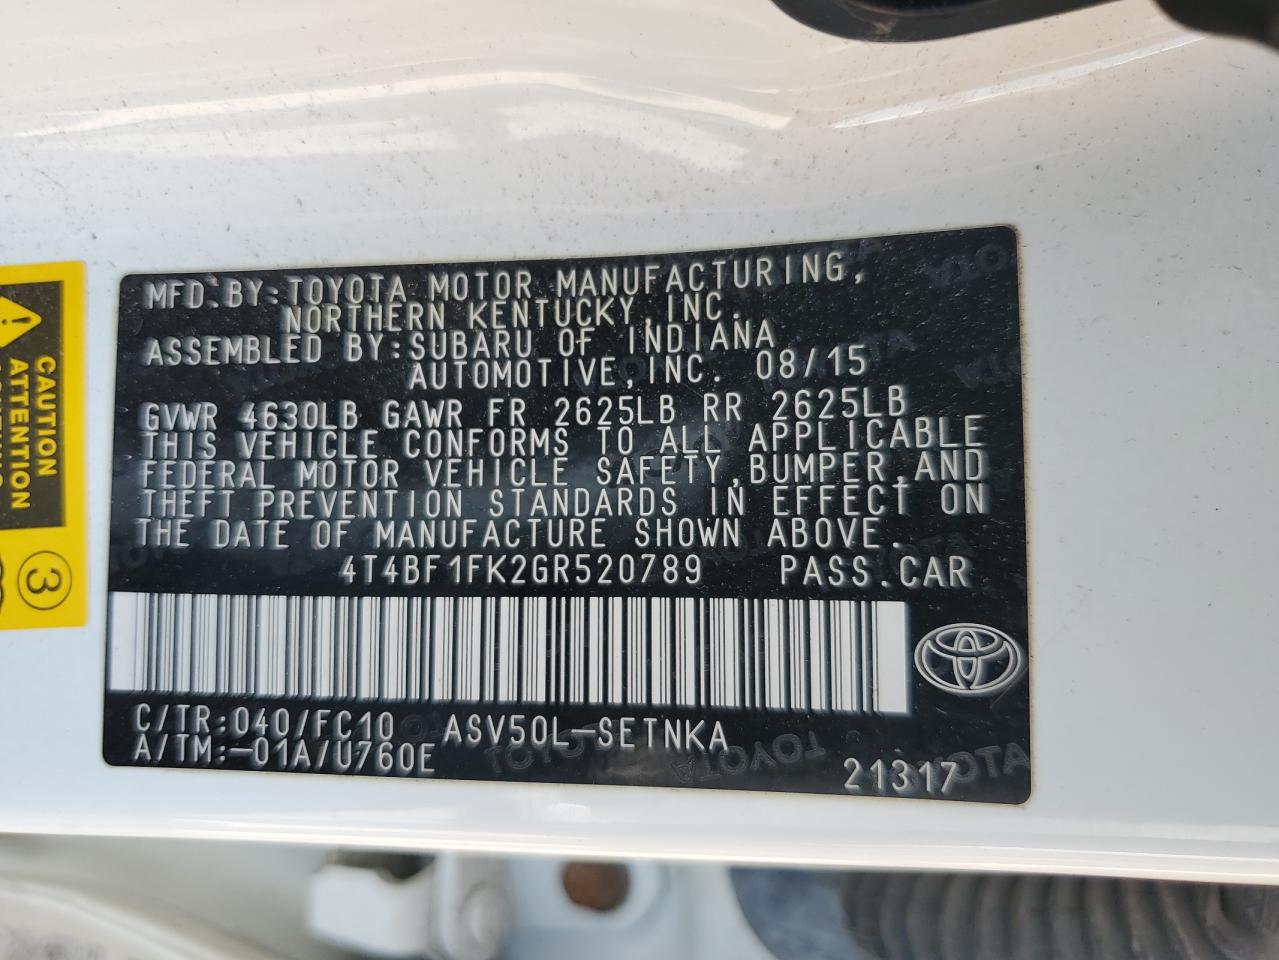 MFD.BY:TOYOTA MOTOR MANUFACTURING,
NORTHERN KENTUCKY,INC.
ASSEMBLED BY:SUBARU OF INDIANA
AUTOMOTIVE,INC. 08/15
GVWR 4630LB GAWR FR 2625LB RR 2625LB
THIS VEHICLE CONFORMS TO ALL APPLICABLE
FEDERAL MOTOR VEHICLE SAFETY,BUMPER,AND
THEFT PREVENTION STANDARDS IN EFFECT ON
THE DATE OF MANUFACTURE SHOWN ABOVE.
4T4BF1FK2GR520789 PASS.CAR
C/TR:040/FC10 ASV50L-SETNKA
A/TM:-01A/U760E
21317
CAUTION
ATTENTION
3
TOYOTA